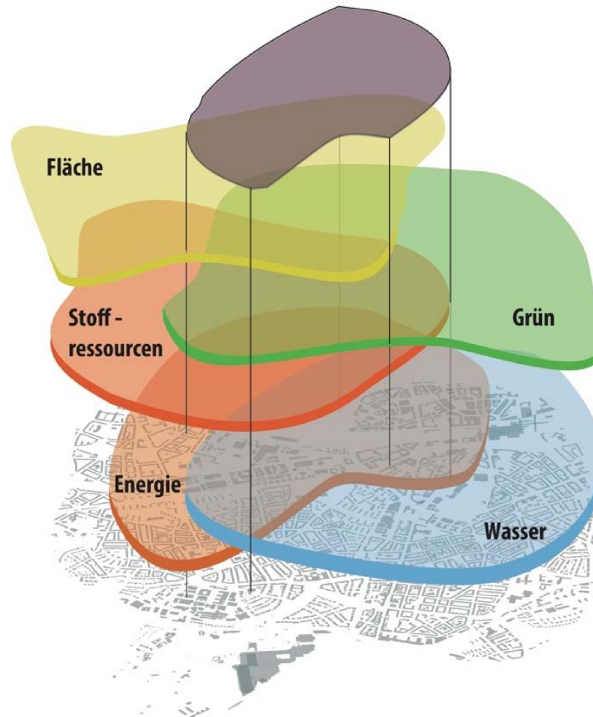 Fläche
Stoff -
ressourcen
Grün
Energie
Wasser